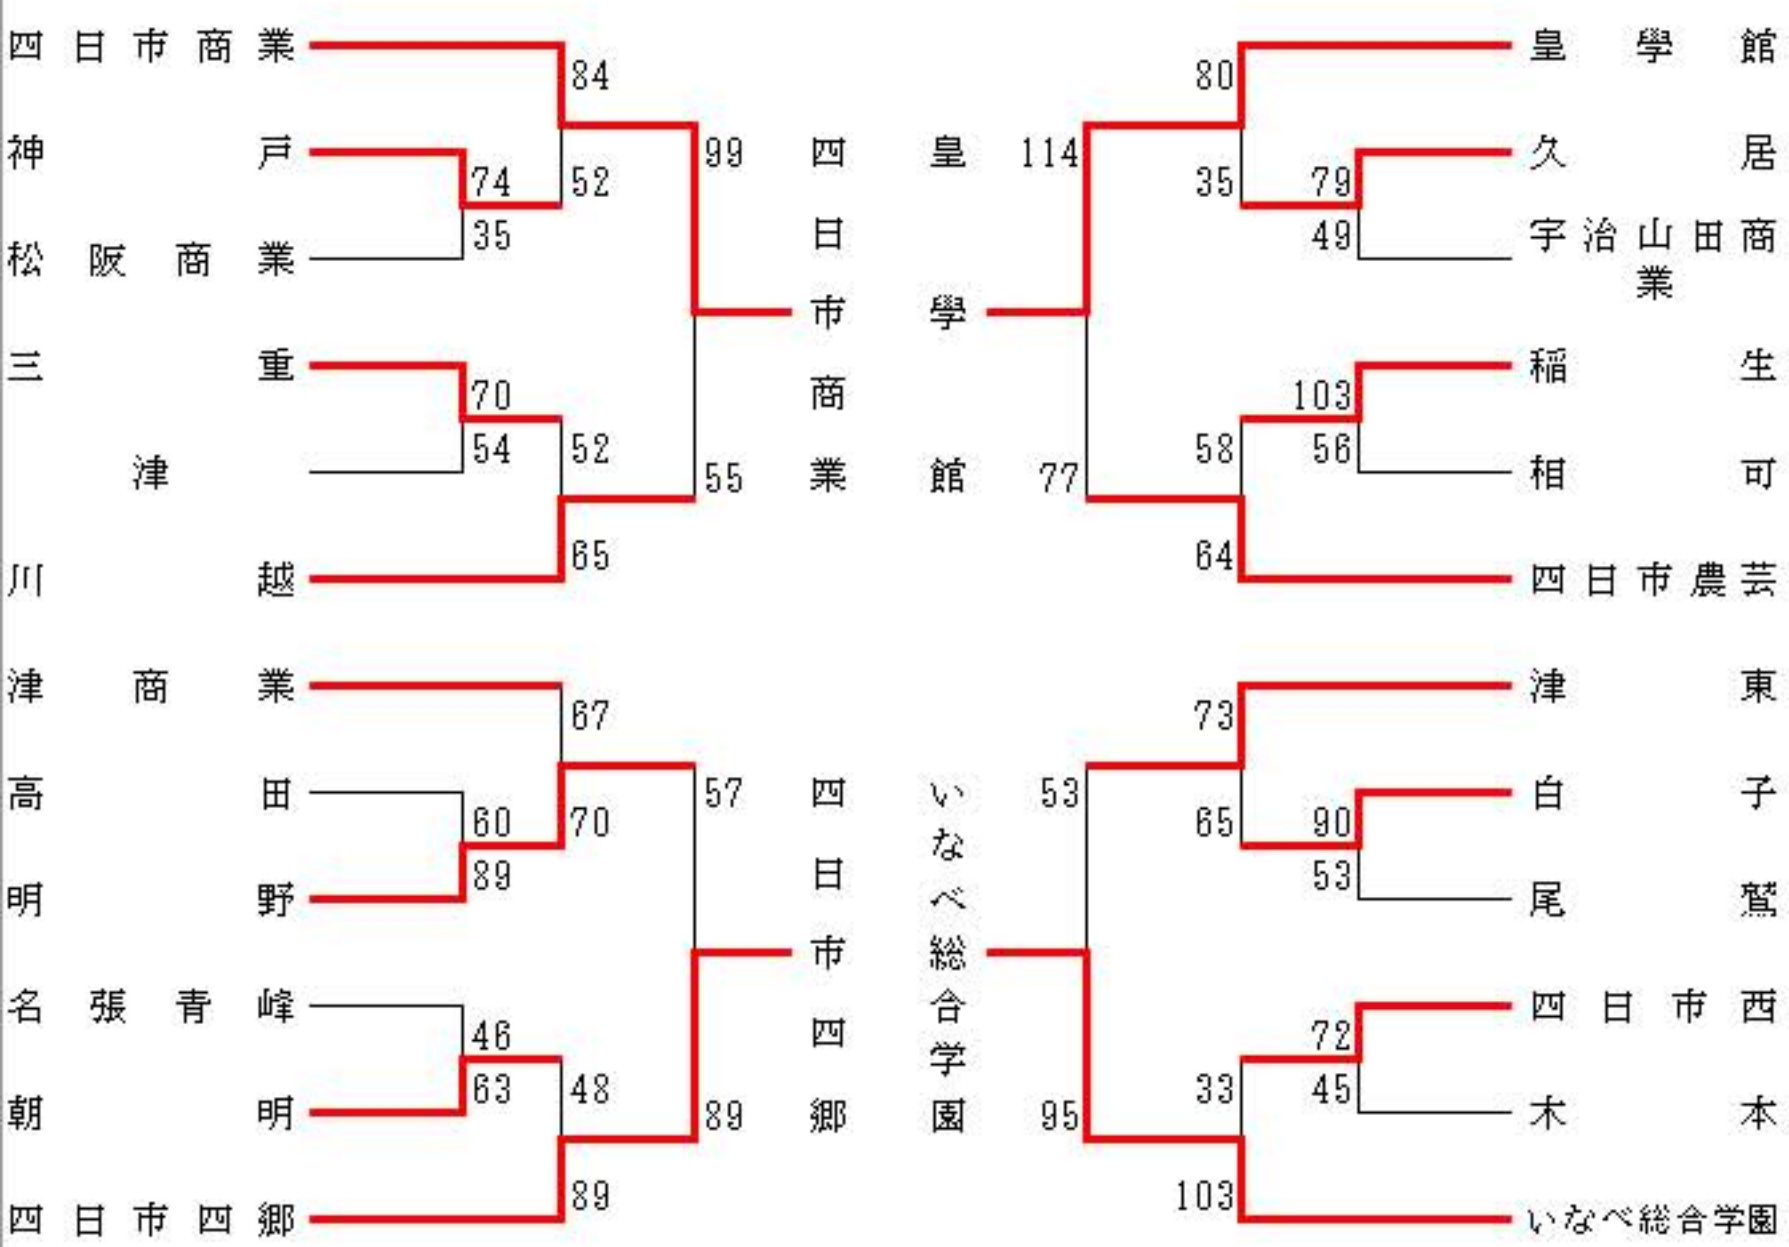 四日市商業
84
神戸
74
52
35
松阪商業
99
三重
70
54
52
津
55
65
川越
四日市商業
皇學館
80
皇學館
114
久居
35
79
49
宇治山田商
業
稲生
103
58
56
77
相可
64
四日市農芸
津商業
67
高田
57
60
70
89
明野
名張青峰
46
63
48
朝明
89
89
四日市四郷
四日市四郷
いなべ総合学園
津東
73
53
白子
65
90
53
尾鷲
四日市西
72
33
45
95
木本
103
いなべ総合学園